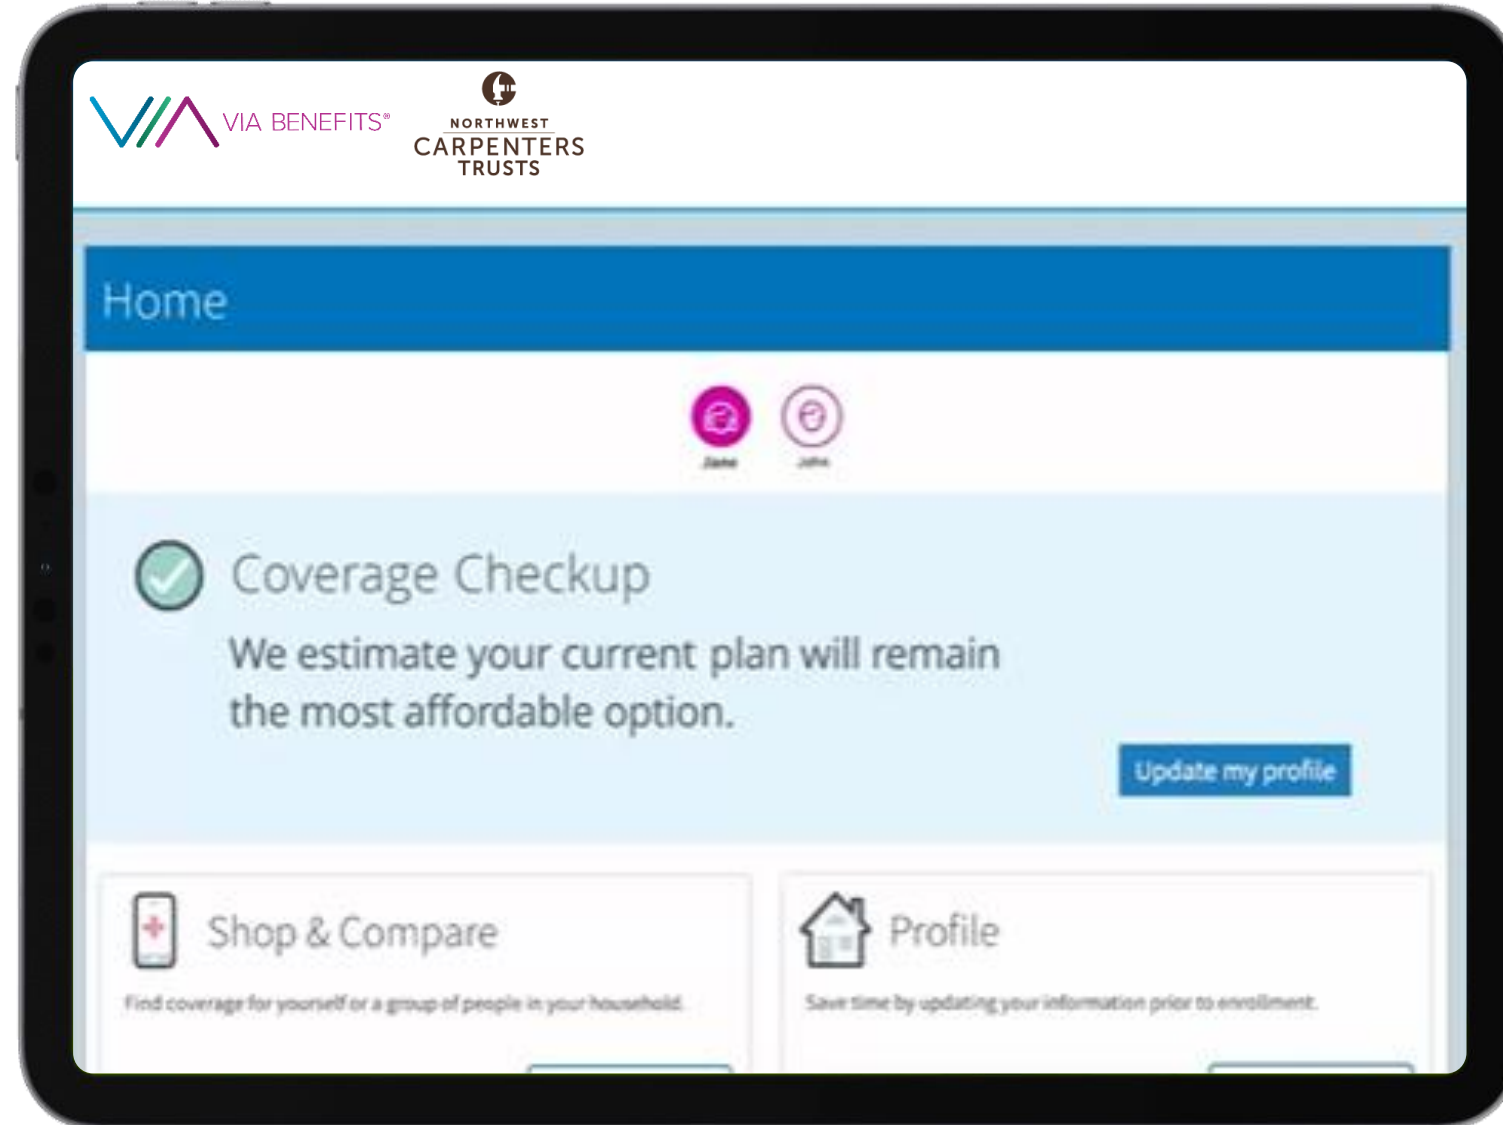 VIA BENEFITS®
NORTHWEST
CARPENTERS
TRUSTS
Home
Jane
John
Coverage Checkup
We estimate your current plan will remain
the most affordable option.
Update my profile
Shop & Compare
Find coverage for yourself or a group of people in your household.
Profile
Save time by updating your information prior to enrollment.